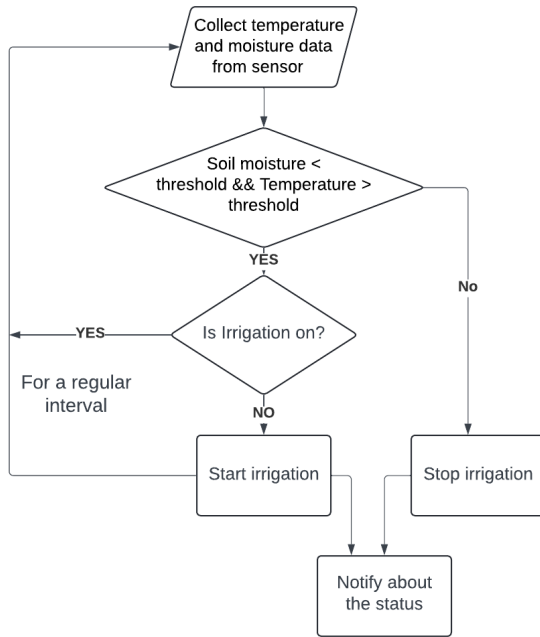 Collect temperature
and moisture data
from sensor
Soil moisture <
threshold && Temperature >
threshold
YES
No
Is Irrigation on?
YES
For a regular
interval
NO
Start irrigation
Stop irrigation
Notify about
the status